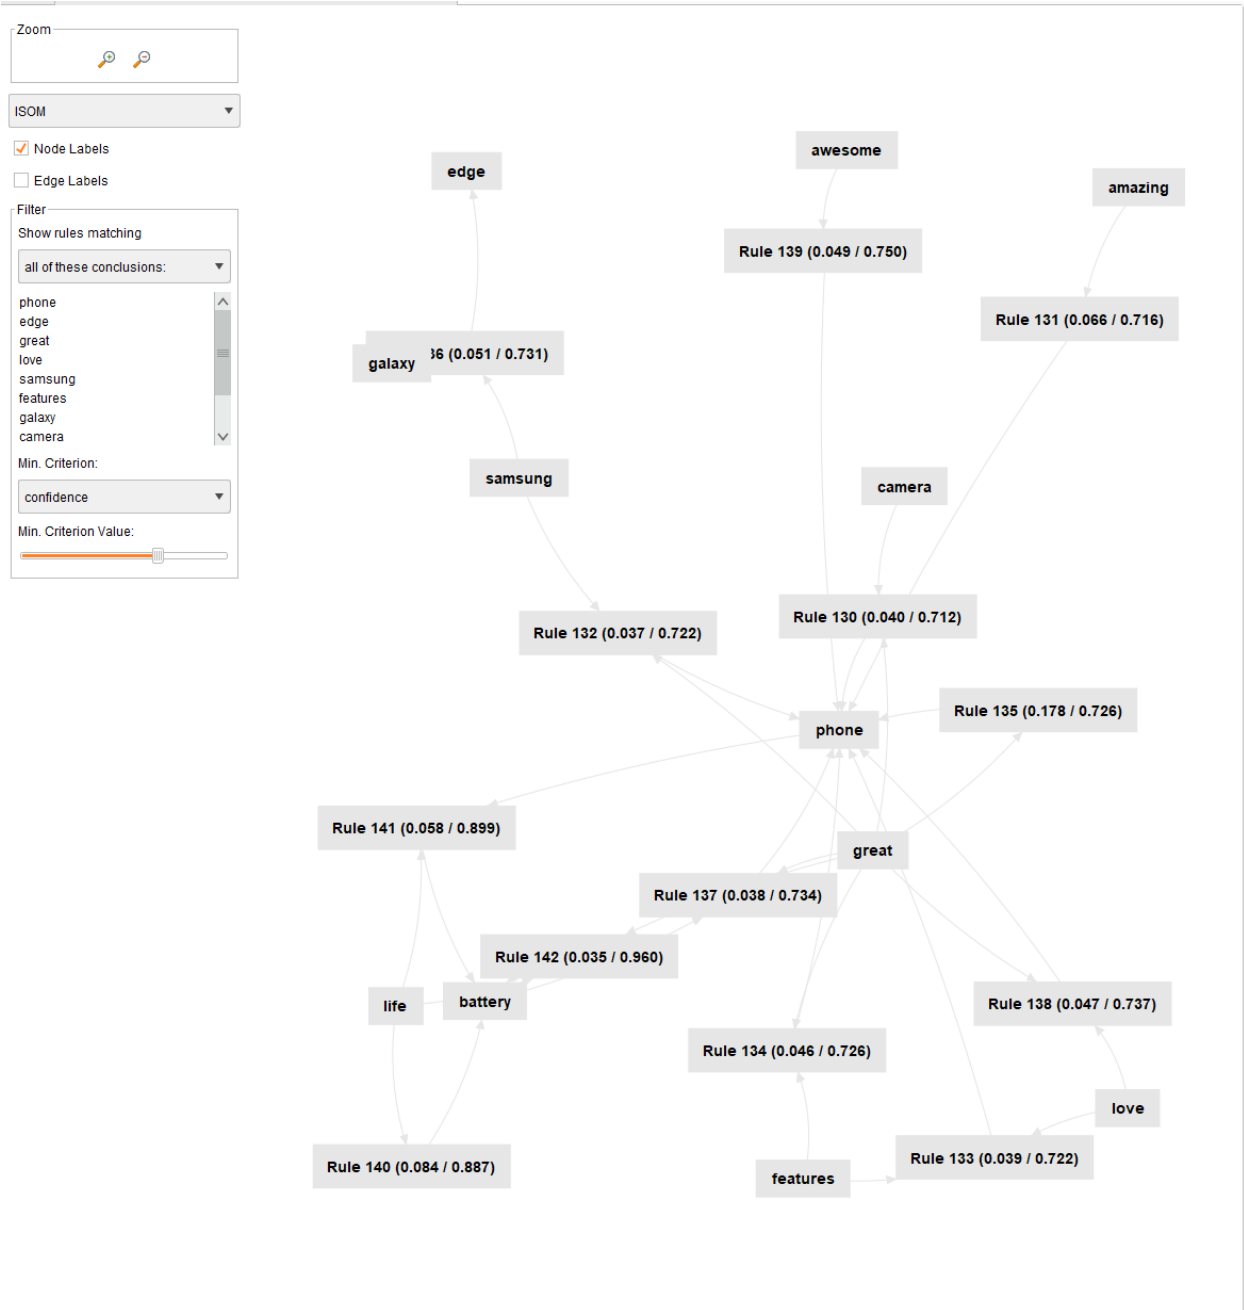 Zoom
ISOM
Node Labels
Edge Labels
Filter
Show rules matching
all of these conclusions:
phone
edge
great
love
samsung
features
galaxy
camera
Min. Criterion:
confidence
Min. Criterion Value:
awesome
edge
amazing
Rule 139 (0.049 / 0.750)
Rule 131 (0.066 / 0.716)
36 (0.051 / 0.731)
galaxy
samsung
camera
Rule 130 (0.040 / 0.712)
Rule 132 (0.037 / 0.722)
Rule 135 (0.178 / 0.726)
phone
Rule 141 (0.058 / 0.899)
great
Rule 137 (0.038 / 0.734)
Rule 142 (0.035 / 0.960)
battery
life
Rule 138 (0.047 / 0.737)
Rule 134 (0.046 / 0.726)
love
Rule 133 (0.039 / 0.722)
Rule 140 (0.084 / 0.887)
features